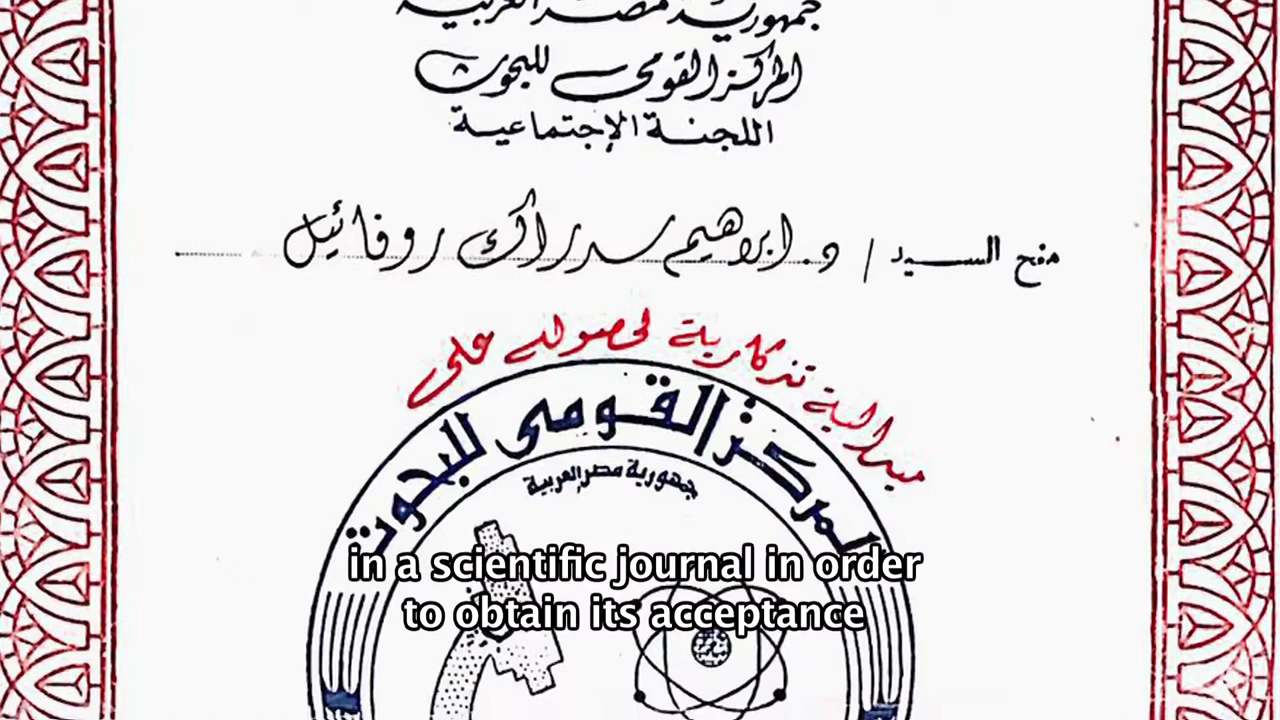 جمهورية مصر العربية
المركز القومى للبحوث
اللجنة الإجتماعية
منح السيد / د. ابراهيم سدراك روفائيل
ميدالية تذكارية لحصوله على
المركز القومى للبحوث
جمهورية مصر العربية
in a scientific journal in order
to obtain its acceptance